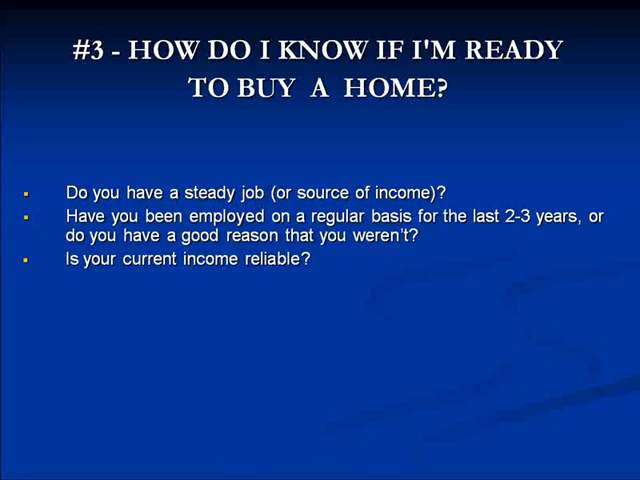 #3 - HOW DO I KNOW IF I'M READY
TO BUY A HOME?
Do you have a steady job (or source of income)?
Have you been employed on a regular basis for the last 2-3 years, or
do you have a good reason that you weren't?
Is your current income reliable?